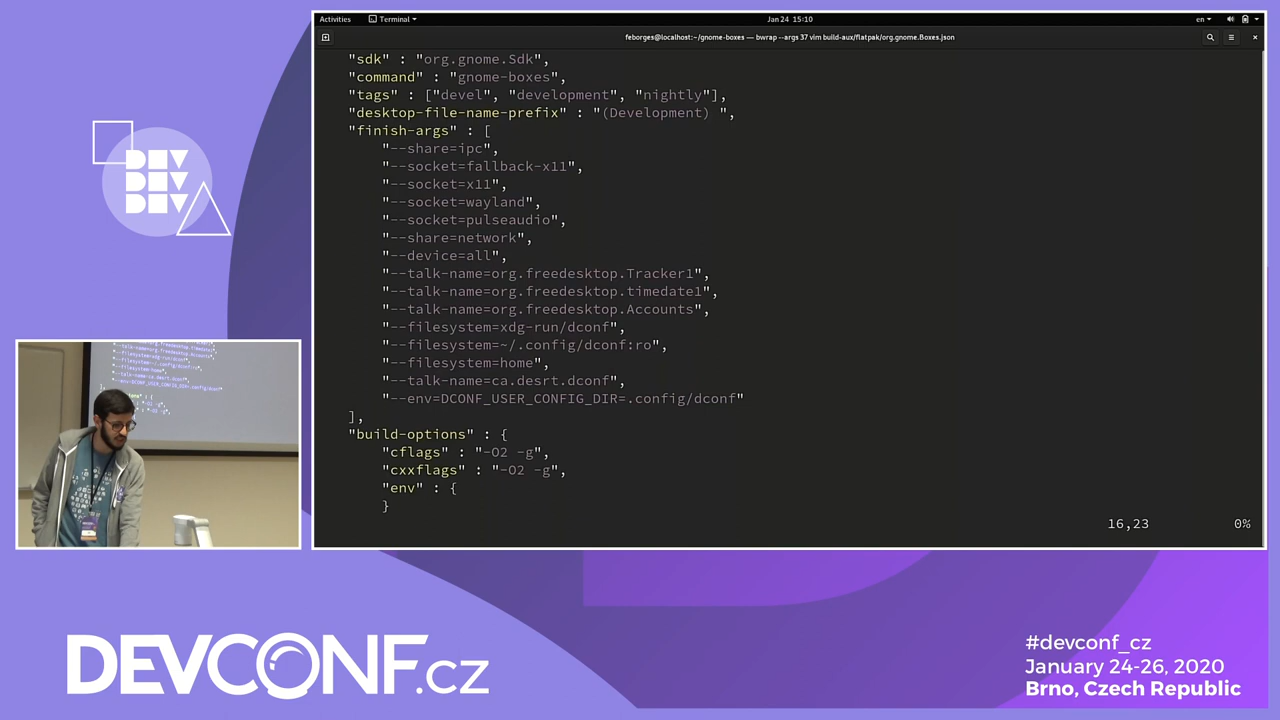 Activities
Terminal
Jan 24 15:10
en
feborges@localhost:~/gnome-boxes — bwrap --args 37 vim build-aux/flatpak/org.gnome.Boxes.json
"sdk" : "org.gnome.Sdk",
"command" : "gnome-boxes",
"tags" : ["devel", "development", "nightly"],
"desktop-file-name-prefix" : "(Development) ",
"finish-args" : [
"--share=ipc",
"--socket=fallback-x11",
"--socket=x11",
"--socket=wayland",
"--socket=pulseaudio",
"--share=network",
"--device=all",
"--talk-name=org.freedesktop.Tracker1",
"--talk-name=org.freedesktop.timedate1",
"--talk-name=org.freedesktop.Accounts",
"--filesystem=xdg-run/dconf",
"--filesystem=~/.config/dconf:ro",
"--filesystem=home",
"--talk-name=ca.desrt.dconf",
"--env=DCONF_USER_CONFIG_DIR=.config/dconf"
],
"build-options" : {
"cflags" : "-O2 -g",
"cxxflags" : "-O2 -g",
"env" : {
}
16,23 0%
DEV
DEV
DEV
DEVCONF.cz
#devconf_cz
January 24-26, 2020
Brno, Czech Republic